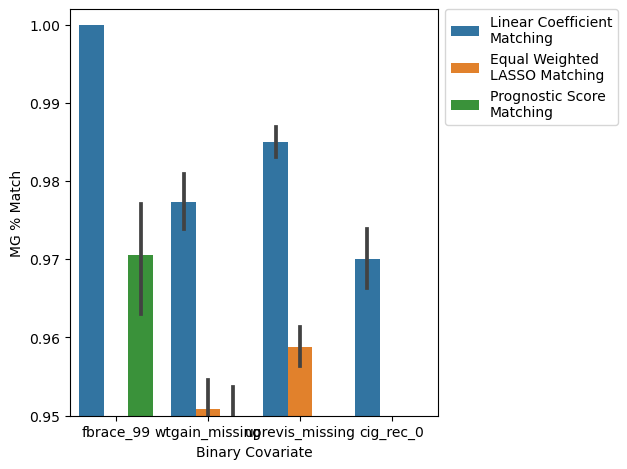 1.00
0.99
0.98
0.97
0.96
0.95
MG % Match
fbrace_99
wtgain_missing
uprevis_missing
cig_rec_0
Binary Covariate
Linear Coefficient
Matching
Equal Weighted
LASSO Matching
Prognostic Score
Matching